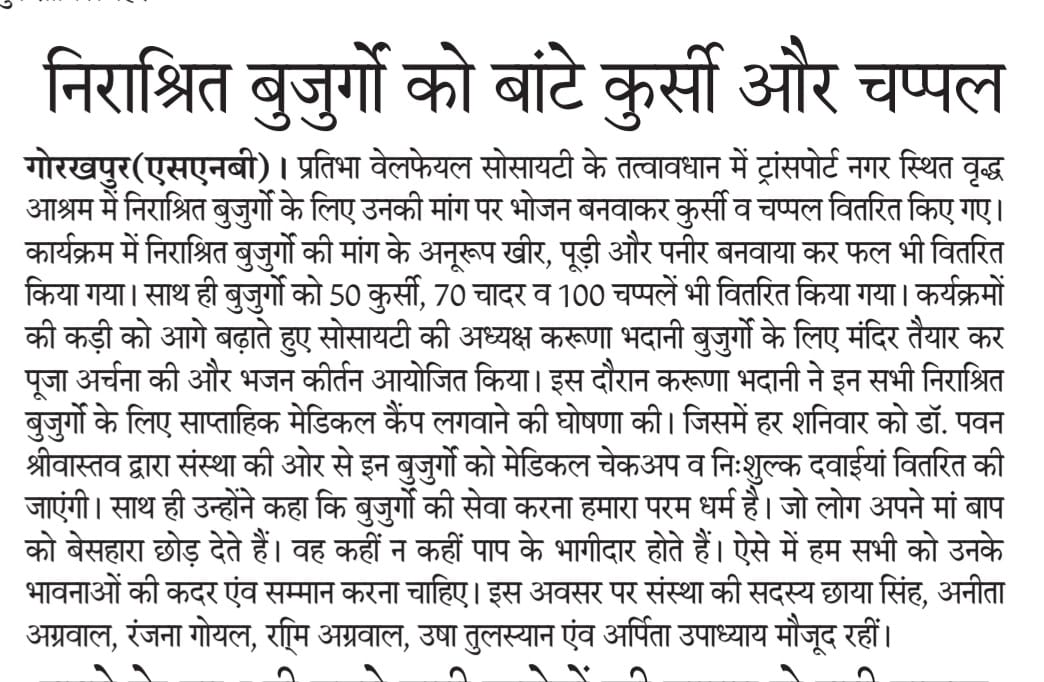 निराश्रित बुजुर्गो को बांटे कुर्सी और चप्पल
गोरखपुर(एसएनबी)। प्रतिभा वेलफेयल सोसायटी के तत्वावधान में ट्रांसपोर्ट नगर स्थित वृद्ध
आश्रम में निराश्रित बुजुर्गो के लिए उनकी मांग पर भोजन बनवाकर कुर्सी व चप्पल वितरित किए गए।
कार्यक्रम में निराश्रित बुजुर्गो की मांग के अनूरूप खीर, पूड़ी और पनीर बनवाया कर फल भी वितरित
किया गया। साथ ही बुजुर्गो को 50 कुर्सी, 70 चादर व 100 चप्पलें भी वितरित किया गया। कर्यक्रमों
की कड़ी को आगे बढ़ाते हुए सोसायटी की अध्यक्ष करूणा भदानी बुजुर्गो के लिए मंदिर तैयार कर
पूजा अर्चना की और भजन कीर्तन आयोजित किया। इस दौरान करूणा भदानी ने इन सभी निराश्रित
बुजुर्गो के लिए साप्ताहिक मेडिकल कैंप लगवाने की घोषणा की। जिसमें हर शनिवार को डॉ. पवन
श्रीवास्तव द्वारा संस्था की ओर से इन बुजुर्गो को मेडिकल चेकअप व निःशुल्क दवाईयां वितरित की
जाएंगी। साथ ही उन्होंने कहा कि बुजुर्गो की सेवा करना हमारा परम धर्म है। जो लोग अपने मां बाप
को बेसहारा छोड़ देते हैं। वह कहीं न कहीं पाप के भागीदार होते हैं। ऐसे में हम सभी को उनके
भावनाओं की कदर एंव सम्मान करना चाहिए। इस अवसर पर संस्था की सदस्य छाया सिंह, अनीता
अग्रवाल, रंजना गोयल, रा्मि अग्रवाल, उषा तुलस्यान एंव अर्पिता उपाध्याय मौजूद रहीं।